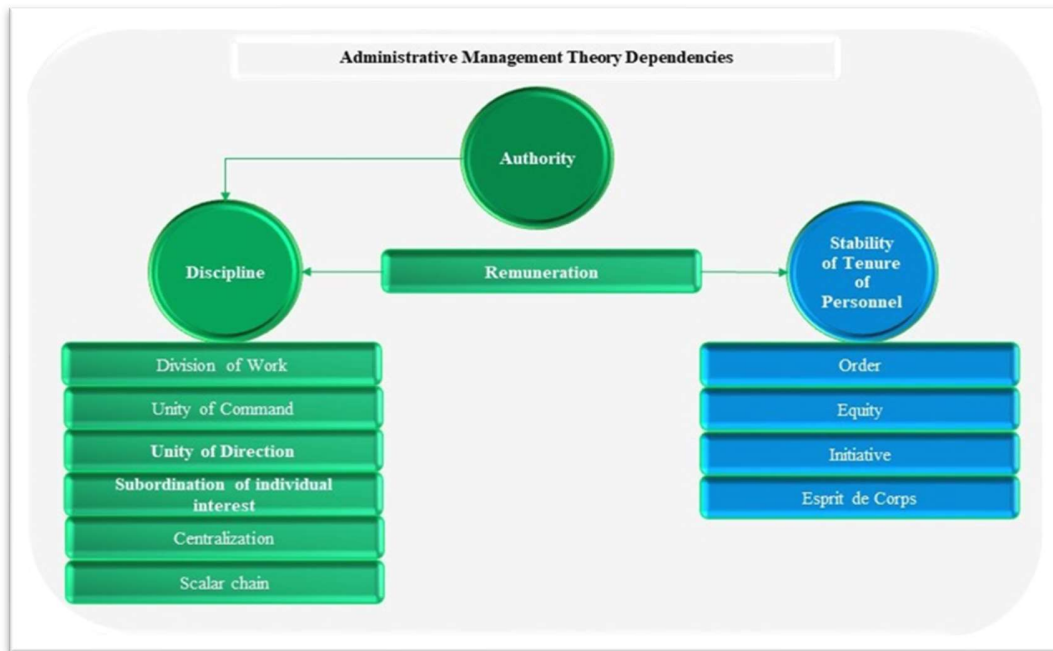 Administrative Management Theory Dependencies
Authority
Discipline
Remuneration
Stability
of Tenure
of
Personnel
Division of Work
Unity of Command
Unity of Direction
Subordination of individual
interest
Centralization
Scalar chain
Order
Equity
Initiative
Esprit de Corps